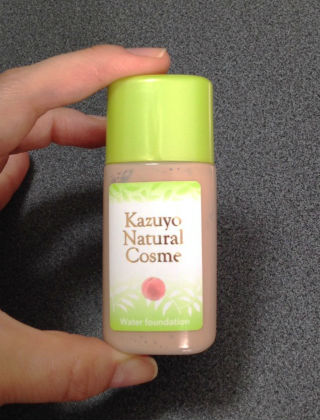 Kazuyo
Natural
Cosme
Water foundation